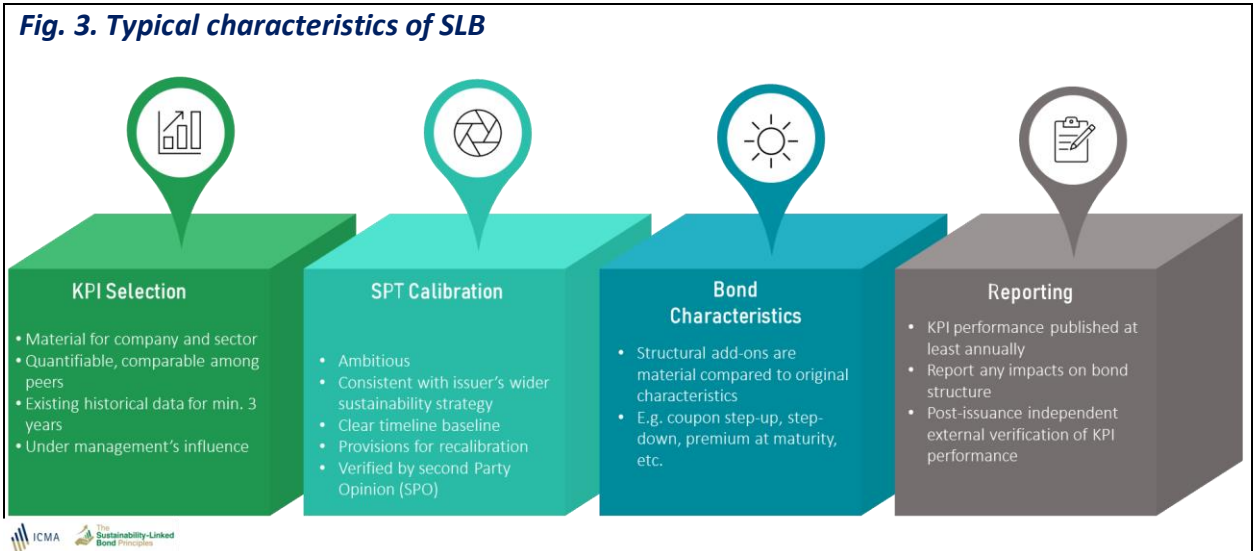 Fig. 3. Typical characteristics of SLB
KPI Selection
• Material for company and sector
• Quantifiable, comparable among
peers
• Existing historical data for min. 3
years
• Under management's influence
SPT Calibration
• Ambitious
• Consistent with issuer's wider
sustainability strategy
• Clear timeline baseline
• Provisions for recalibration
• Verified by second Party
Opinion (SPO)
Bond
Characteristics
• Structural add-ons are
material compared to original
characteristics
• E.g. coupon step-up, step-
down, premium at maturity,
etc.
Reporting
• KPI performance published at
least annually
• Report any impacts on bond
structure
• Post-issuance independent
external verification of KPI
performance
ICMA
The
Sustainability-Linked
Bond Principles